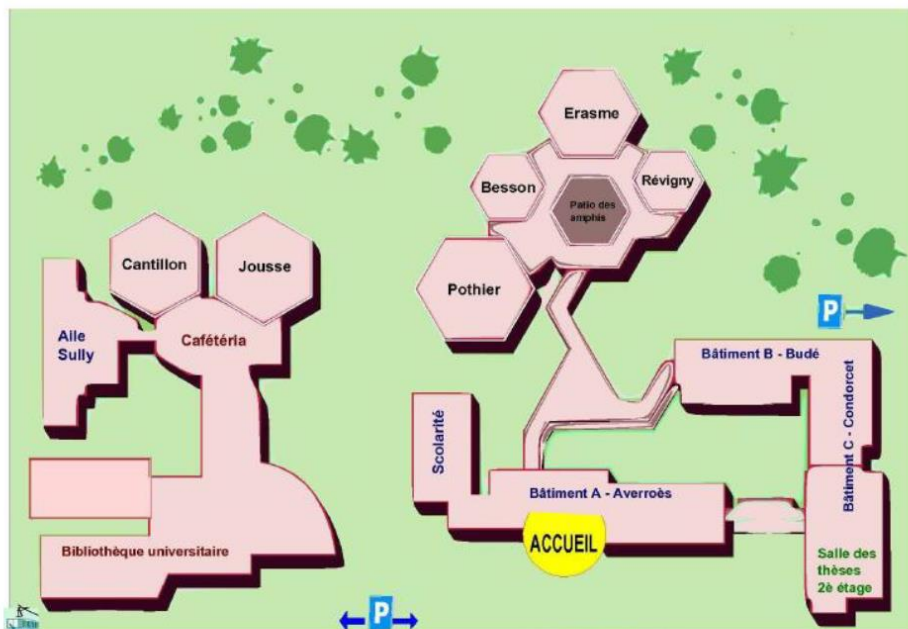 Erasme
Besson
Révigny
Patio des
amphis
Cantillon
Jousse
Pothier
Aile
Sully
Cafétéria
P
Bâtiment B - Budé
Bâtiment C - Condorcet
Scolarité
Bâtiment A - Averroès
ACCUEIL
Bibliothèque universitaire
Salle des
thèses
2è étage
P